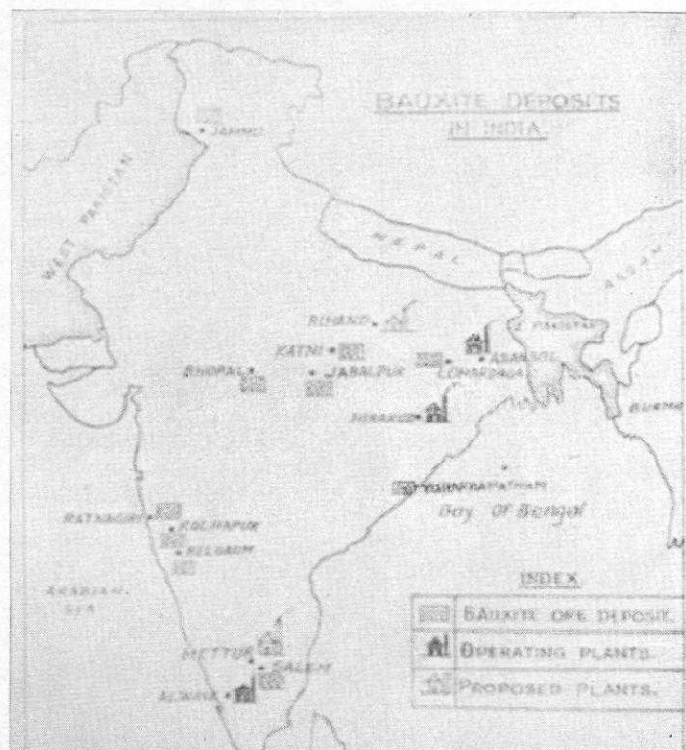 BAUXITE DEPOSITS
IN INDIA.
JAMMU
WEST PAKISTAN
NEPAL
ASSAM
RIHAND
E. PAKISTAN
KATNI
ASANSOL
BHOPAL
JABALPUR
LOHARDAGA
BURMA
HIRAKUD
Bay Of Bengal
RATNAGIRI
KOLHAPUR
BELGAUM
ARABIAN
SEA
INDEX
BAUXITE ORE DEPOSIT.
OPERATING PLANTS.
PROPOSED PLANTS.
METTUR
SALEM
ALWAYE